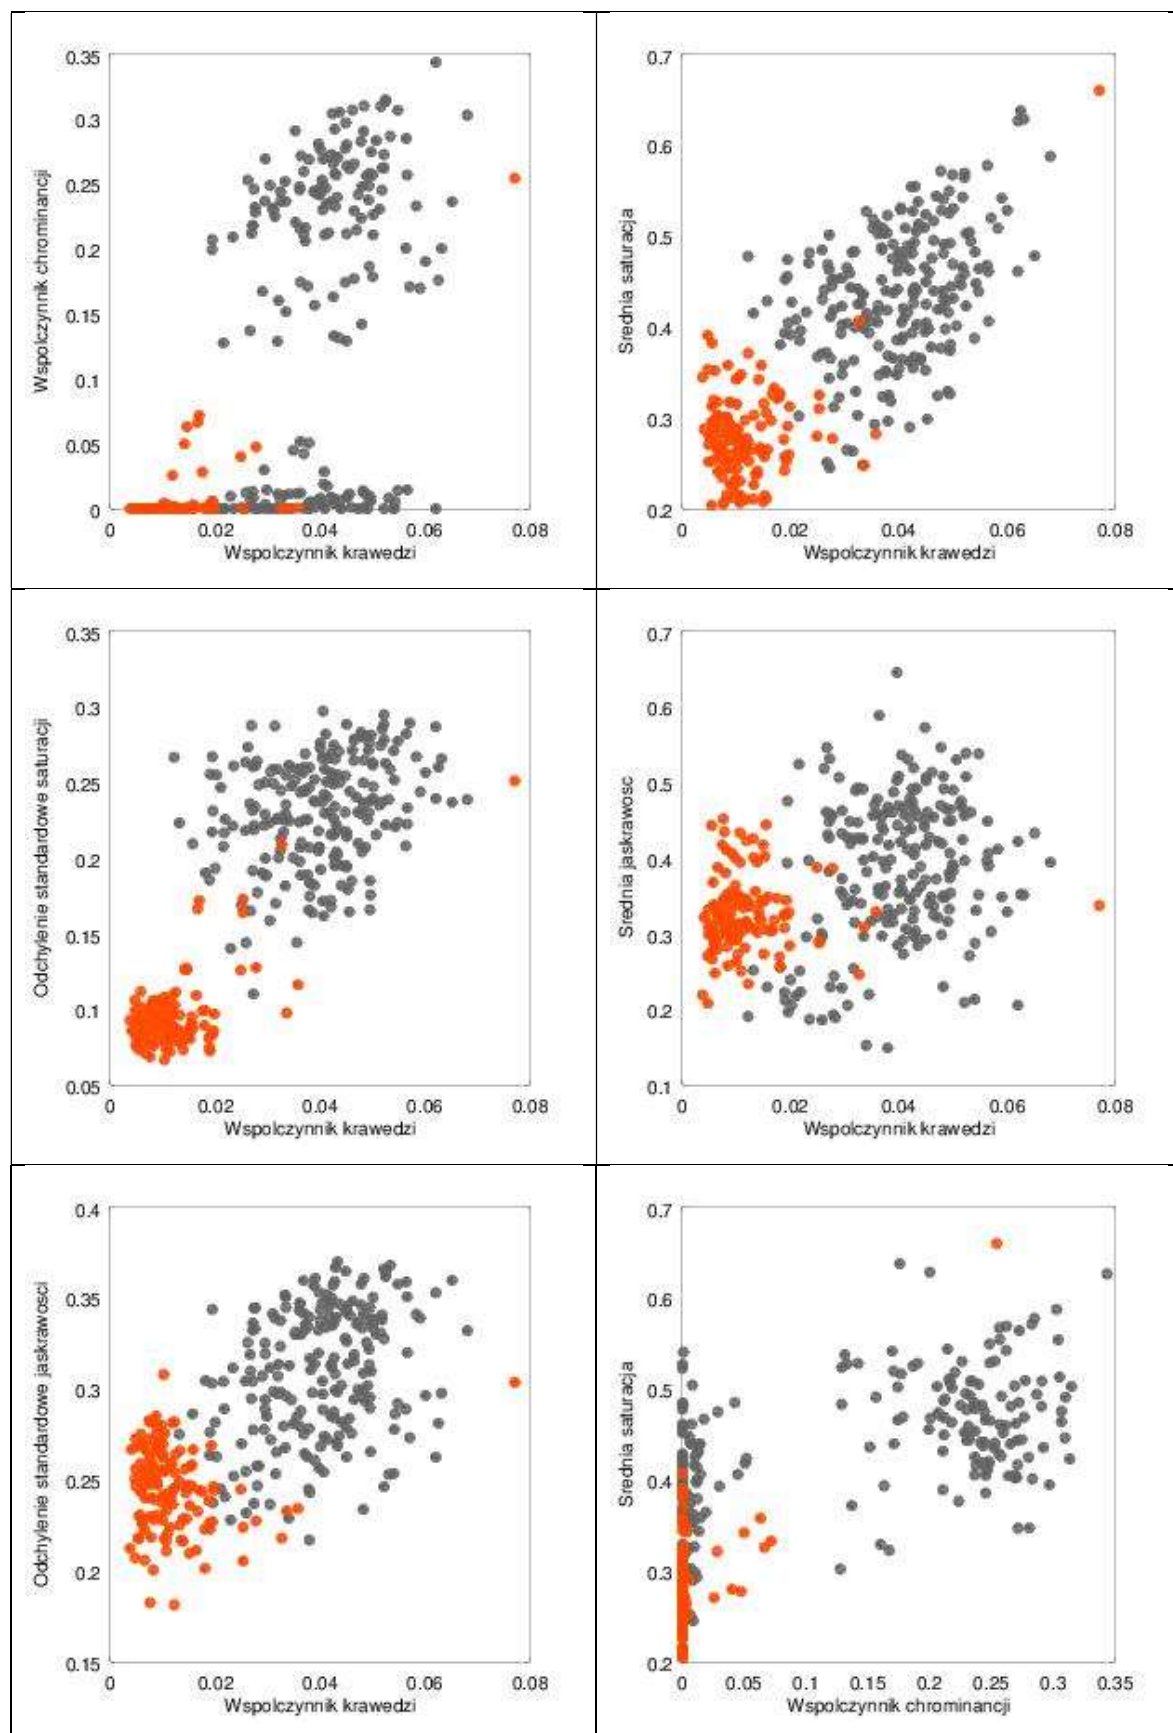 0.35
0.3
0.25
0.2
0.15
0.1
0.05
0
Wspolczynnik chrominancji
0 0.02 0.04 0.06 0.08
Wspolczynnik krawedzi
0.7
0.6
0.5
0.4
0.3
0.2
Srednia saturacja
0 0.02 0.04 0.06 0.08
Wspolczynnik krawedzi
0.35
0.3
0.25
0.2
0.15
0.1
0.05
Odchylenie standardowe saturacji
0 0.02 0.04 0.06 0.08
Wspolczynnik krawedzi
0.7
0.6
0.5
0.4
0.3
0.2
0.1
Srednia jaskrawosc
0 0.02 0.04 0.06 0.08
Wspolczynnik krawedzi
0.4
0.35
0.3
0.25
0.2
0.15
Odchylenie standardowe jaskrawosci
0 0.02 0.04 0.06 0.08
Wspolczynnik krawedzi
0.7
0.6
0.5
0.4
0.3
0.2
Srednia saturacja
0 0.05 0.1 0.15 0.2 0.25 0.3 0.35
Wspolczynnik chrominancji